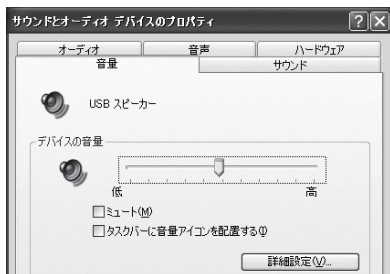 サウンドとオーディオ デバイスのプロパティ
オーディオ 音声 ハードウェア
音量 サウンド
USB スピーカー
デバイスの音量
低 高
ミュート(M)
タスクバーに音量アイコンを配置する(I)
詳細設定(V)...